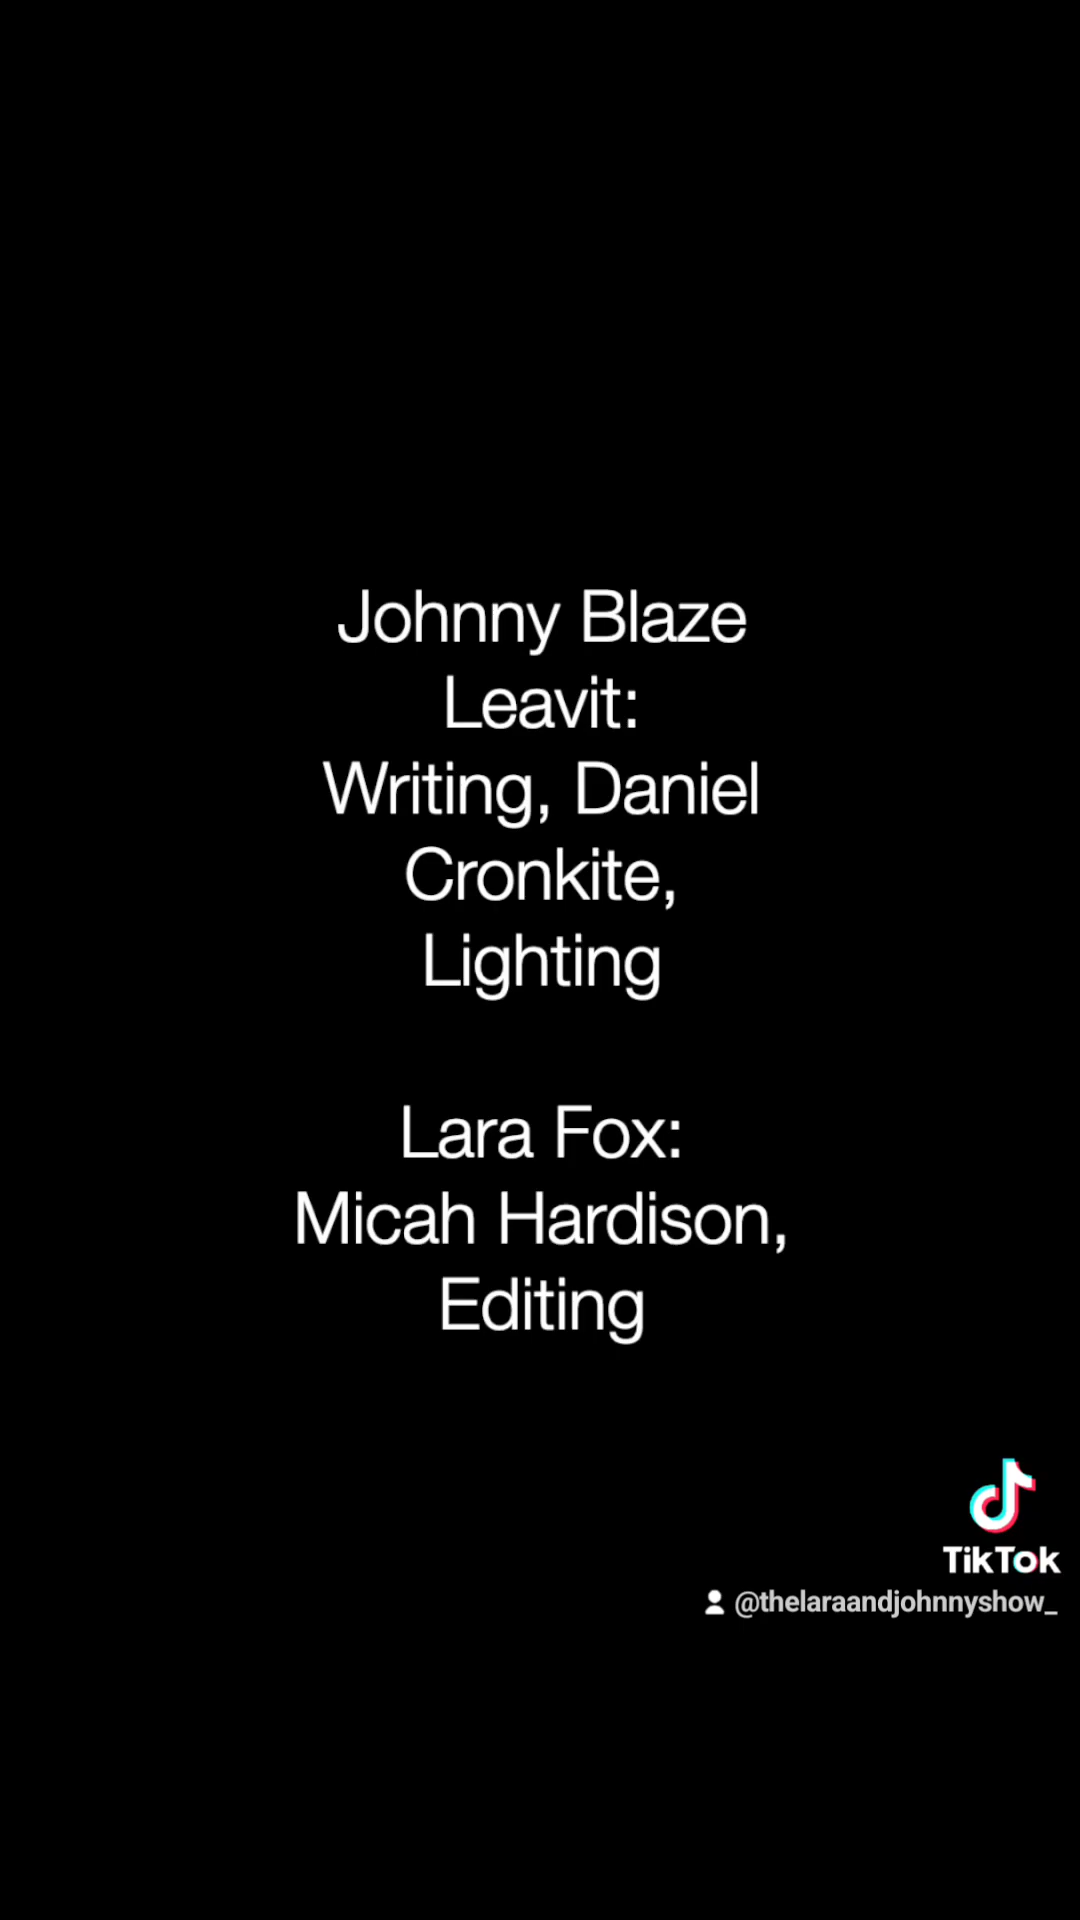 Johnny Blaze
Leavit:
Writing, Daniel
Cronkite,
Lighting
Lara Fox:
Micah Hardison,
Editing
TikTok
@thelaraandjohnnyshow_